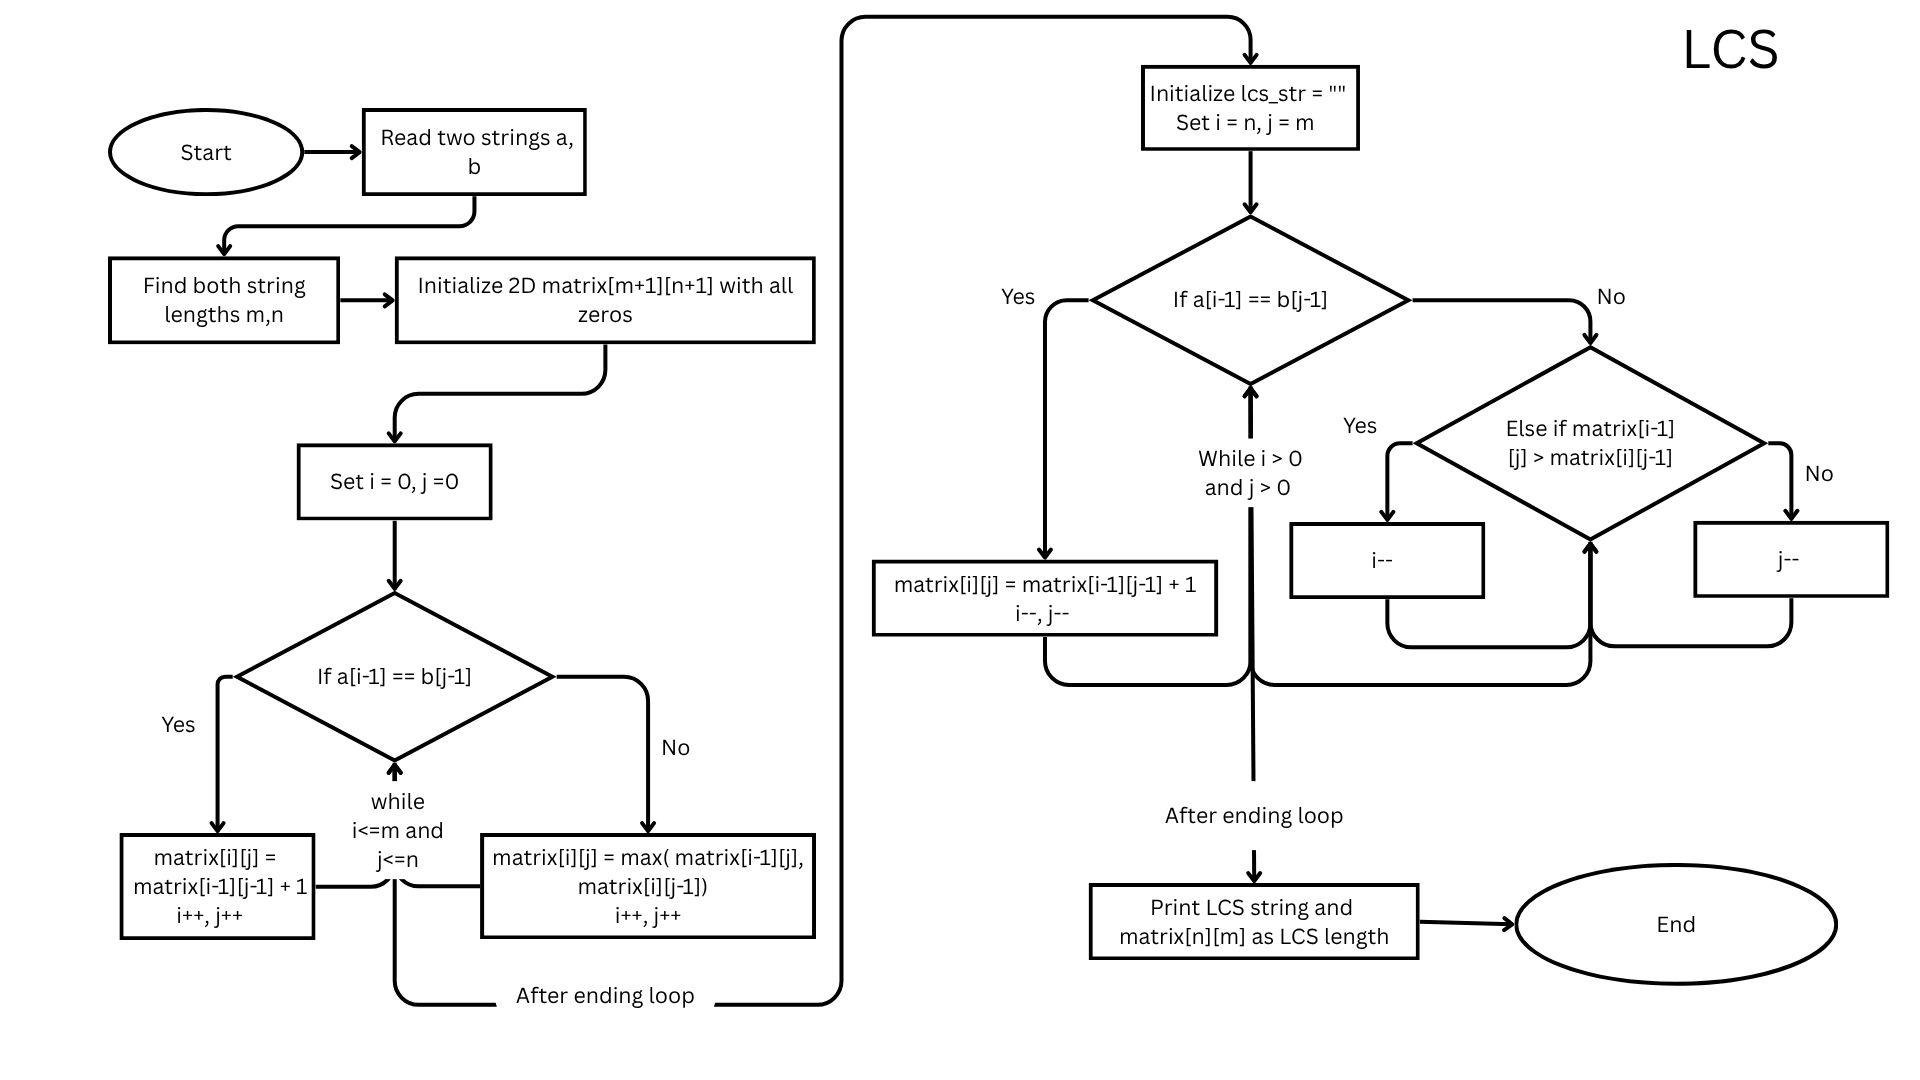 LCS
Start
Read two strings a,
b
Find both string
lengths m,n
Initialize 2D matrix[m+1][n+1] with all
zeros
Set i = 0, j =0
If a[i-1] == b[j-1]
Yes
No
while
i<=m and
j<=n
matrix[i][j] =
matrix[i-1][j-1] + 1
i++, j++
matrix[i][j] = max( matrix[i-1][j],
matrix[i][j-1])
i++, j++
After ending loop
Initialize lcs_str = ""
Set i = n, j = m
If a[i-1] == b[j-1]
Yes
No
Else if matrix[i-1]
[j] > matrix[i][j-1]
Yes
No
While i > 0
and j > 0
matrix[i][j] = matrix[i-1][j-1] + 1
i--, j--
i--
j--
After ending loop
Print LCS string and
matrix[n][m] as LCS length
End